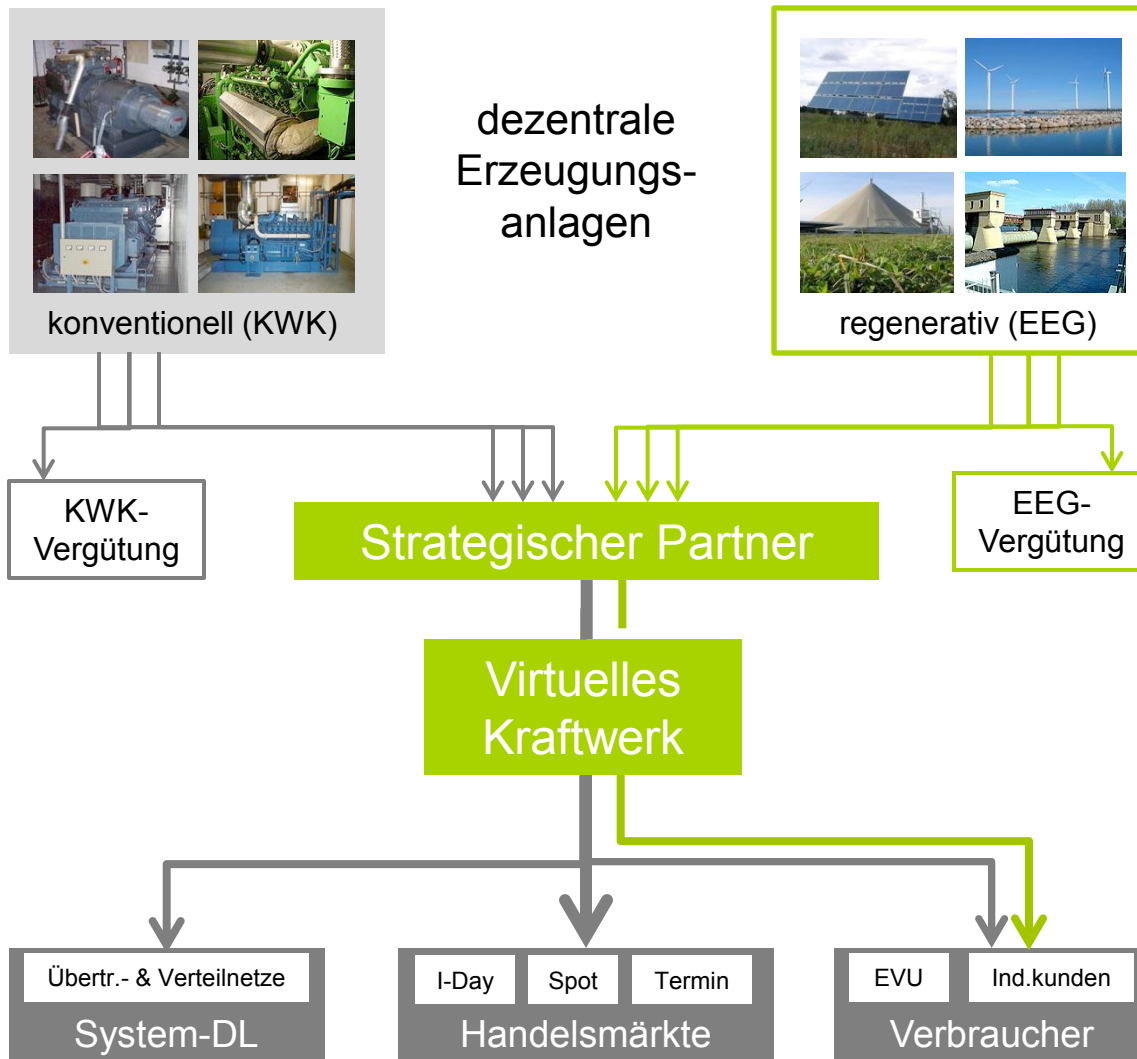 dezentrale
Erzeugungs-
anlagen
konventionell (KWK)
regenerativ (EEG)
KWK-
Vergütung
Strategischer Partner
EEG-
Vergütung
Virtuelles
Kraftwerk
Übertr.- & Verteilnetze
System-DL
I-Day
Spot
Termin
Handelsmärkte
EVU
Ind.kunden
Verbraucher